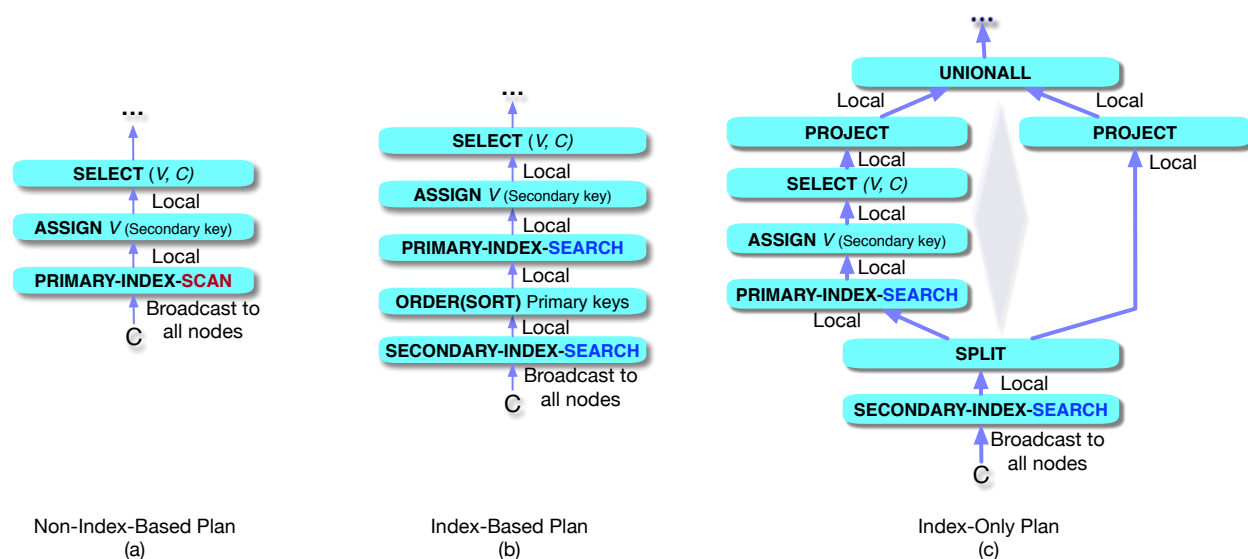 ...
SELECT (V, C)
Local
ASSIGN V (Secondary key)
Local
PRIMARY-INDEX-SCAN
Broadcast to
all nodes
C
Non-Index-Based Plan
(a)
...
SELECT (V, C)
Local
ASSIGN V (Secondary key)
Local
PRIMARY-INDEX-SEARCH
Local
ORDER(SORT) Primary keys
Local
SECONDARY-INDEX-SEARCH
Broadcast to
all nodes
C
Index-Based Plan
(b)
...
UNIONALL
Local
Local
PROJECT
PROJECT
Local
Local
SELECT (V, C)
Local
ASSIGN V (Secondary key)
Local
PRIMARY-INDEX-SEARCH
Local
SPLIT
Local
SECONDARY-INDEX-SEARCH
Broadcast to
all nodes
C
Index-Only Plan
(c)